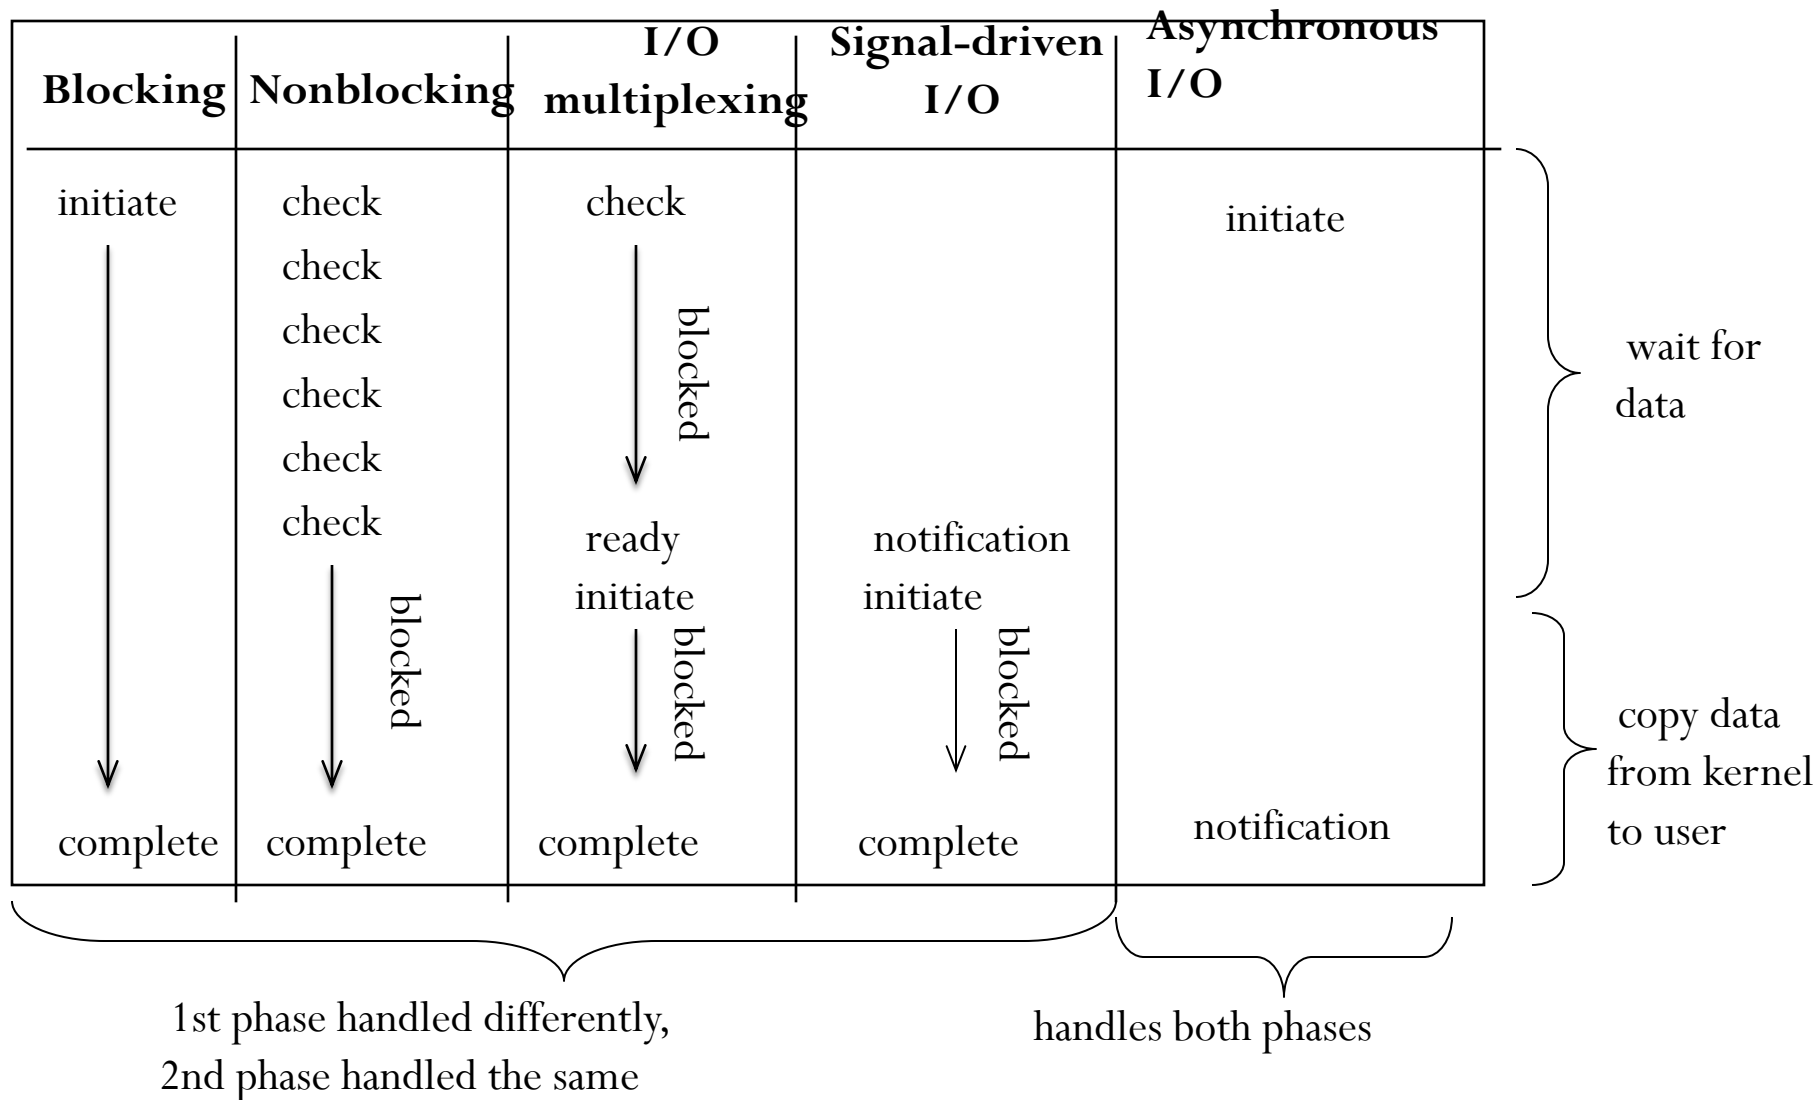 Blocking
Nonblocking
I/O
multiplexing
Signal-driven
I/O
Asynchronous
I/O
initiate
complete
check
check
check
check
check
check
blocked
complete
check
blocked
ready
initiate
blocked
complete
notification
initiate
blocked
complete
initiate
notification
wait for
data
copy data
from kernel
to user
1st phase handled differently,
2nd phase handled the same
handles both phases